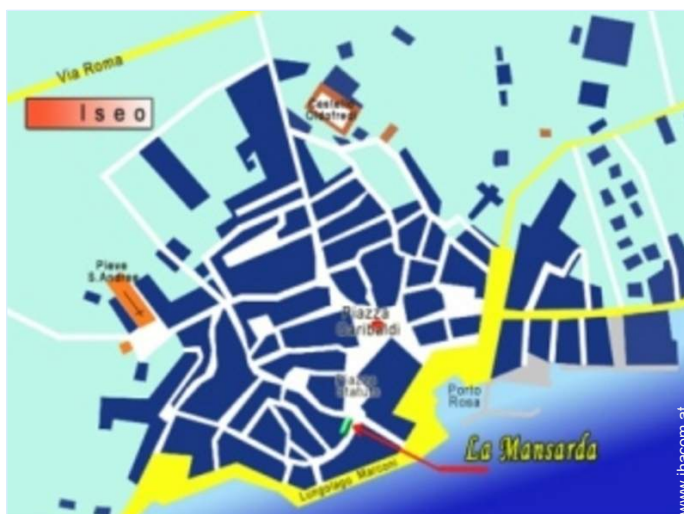 Via Roma
Iseo
Castello
Oldofredi
Pieve
S.Andrea
Piazza
Garibaldi
Piazza
Statuto
Porto
Rosa
La Mansarda
Lungolago Marconi
www.ibacom.at